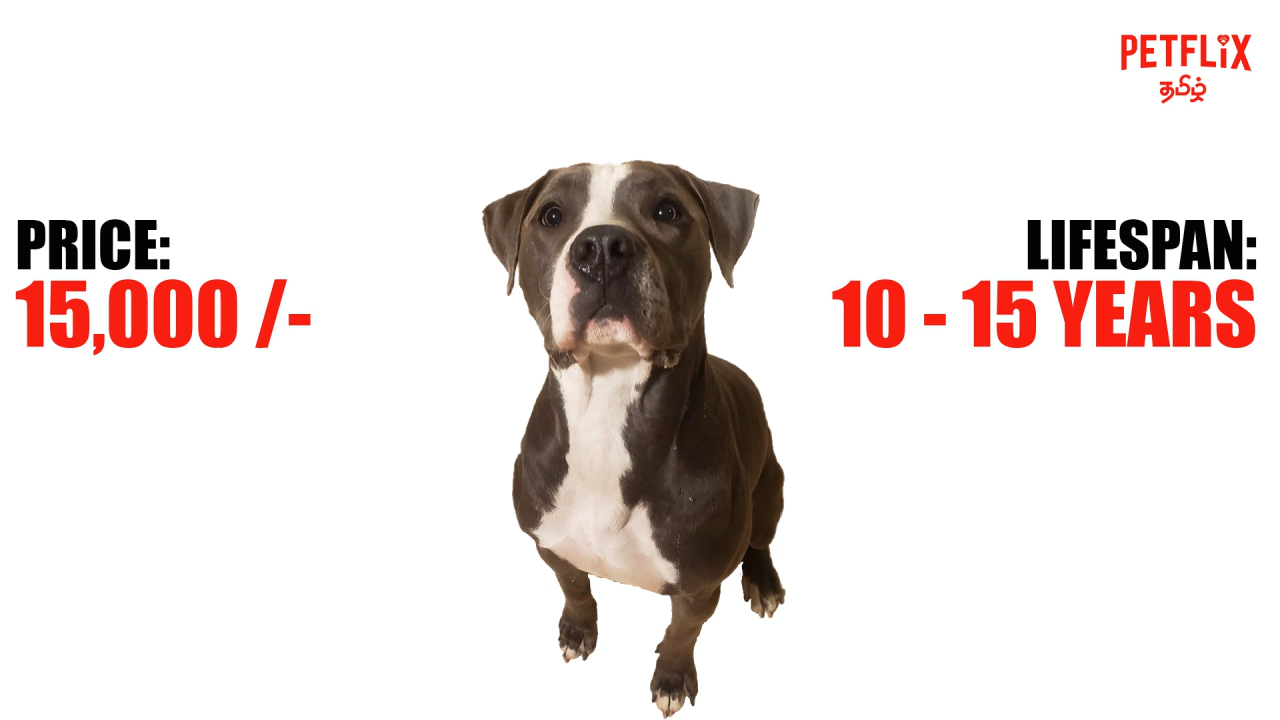 PETFLiX
தமிழ்
PRICE:
15,000 /-
LIFESPAN:
10 - 15 YEARS